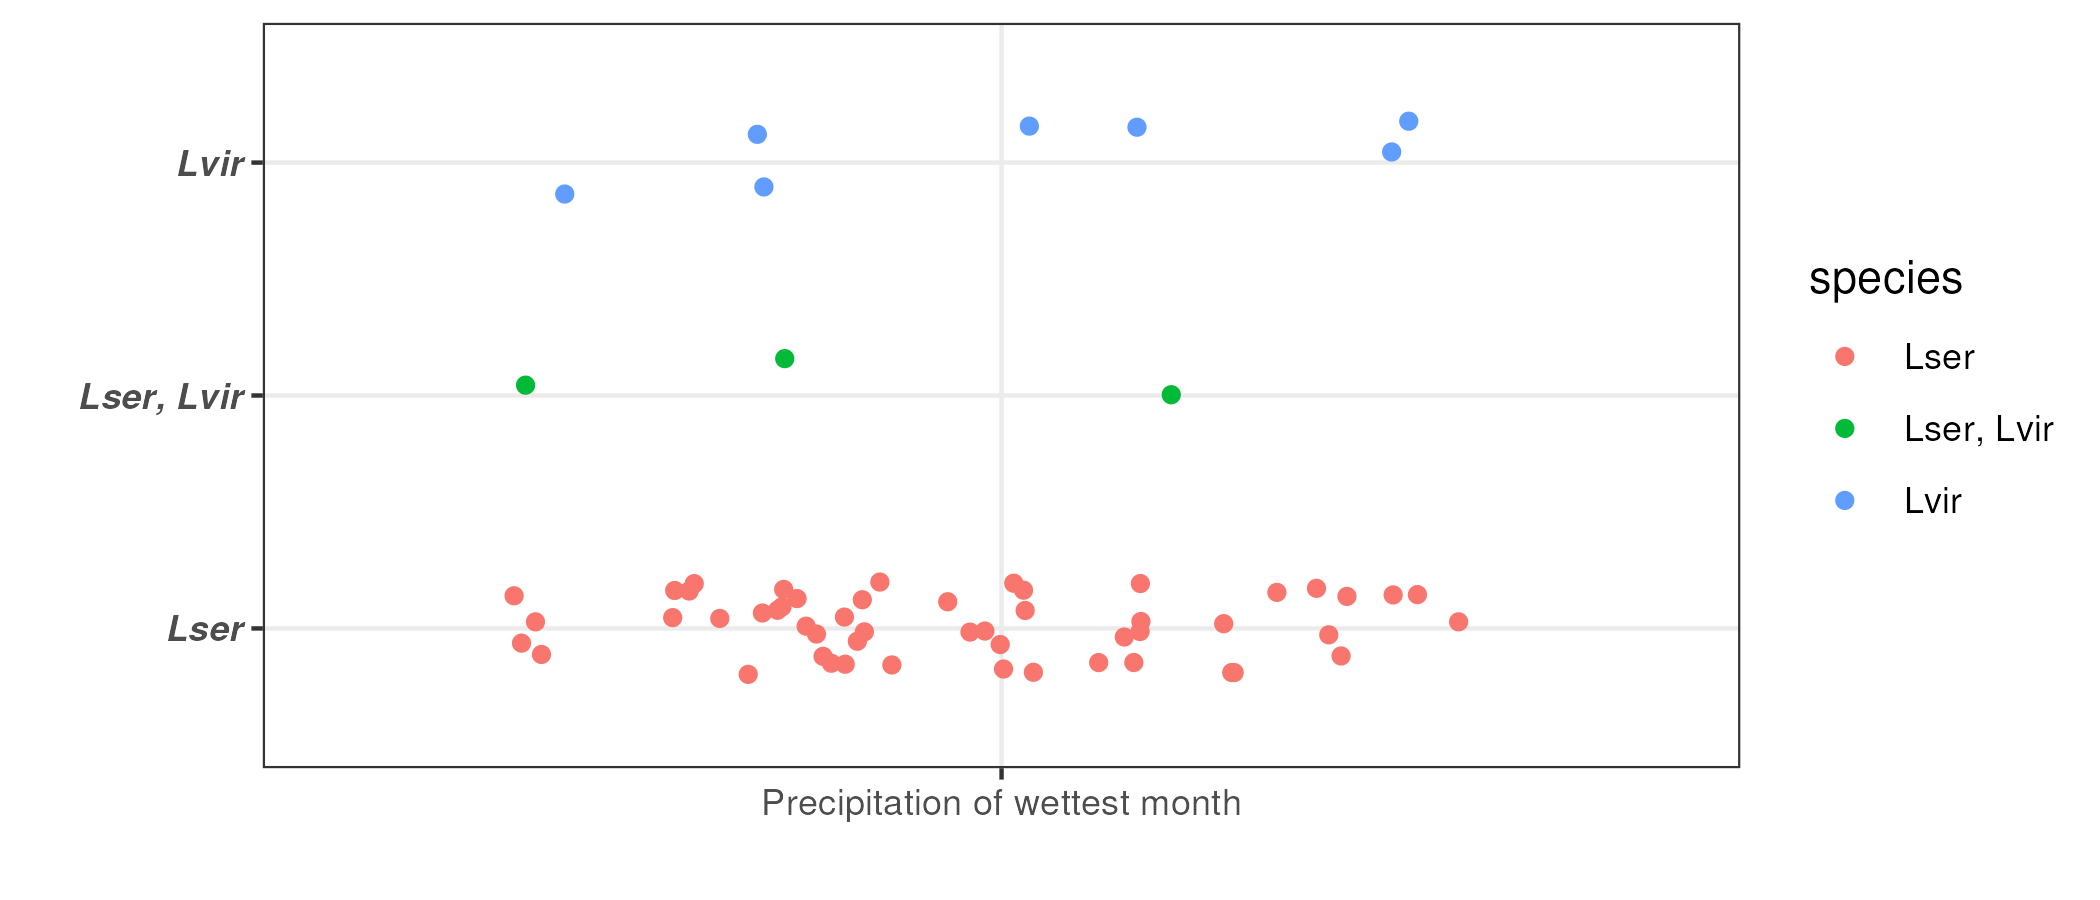 Lvir
Lser, Lvir
Lser
Precipitation of wettest month
species
Lser
Lser, Lvir
Lvir